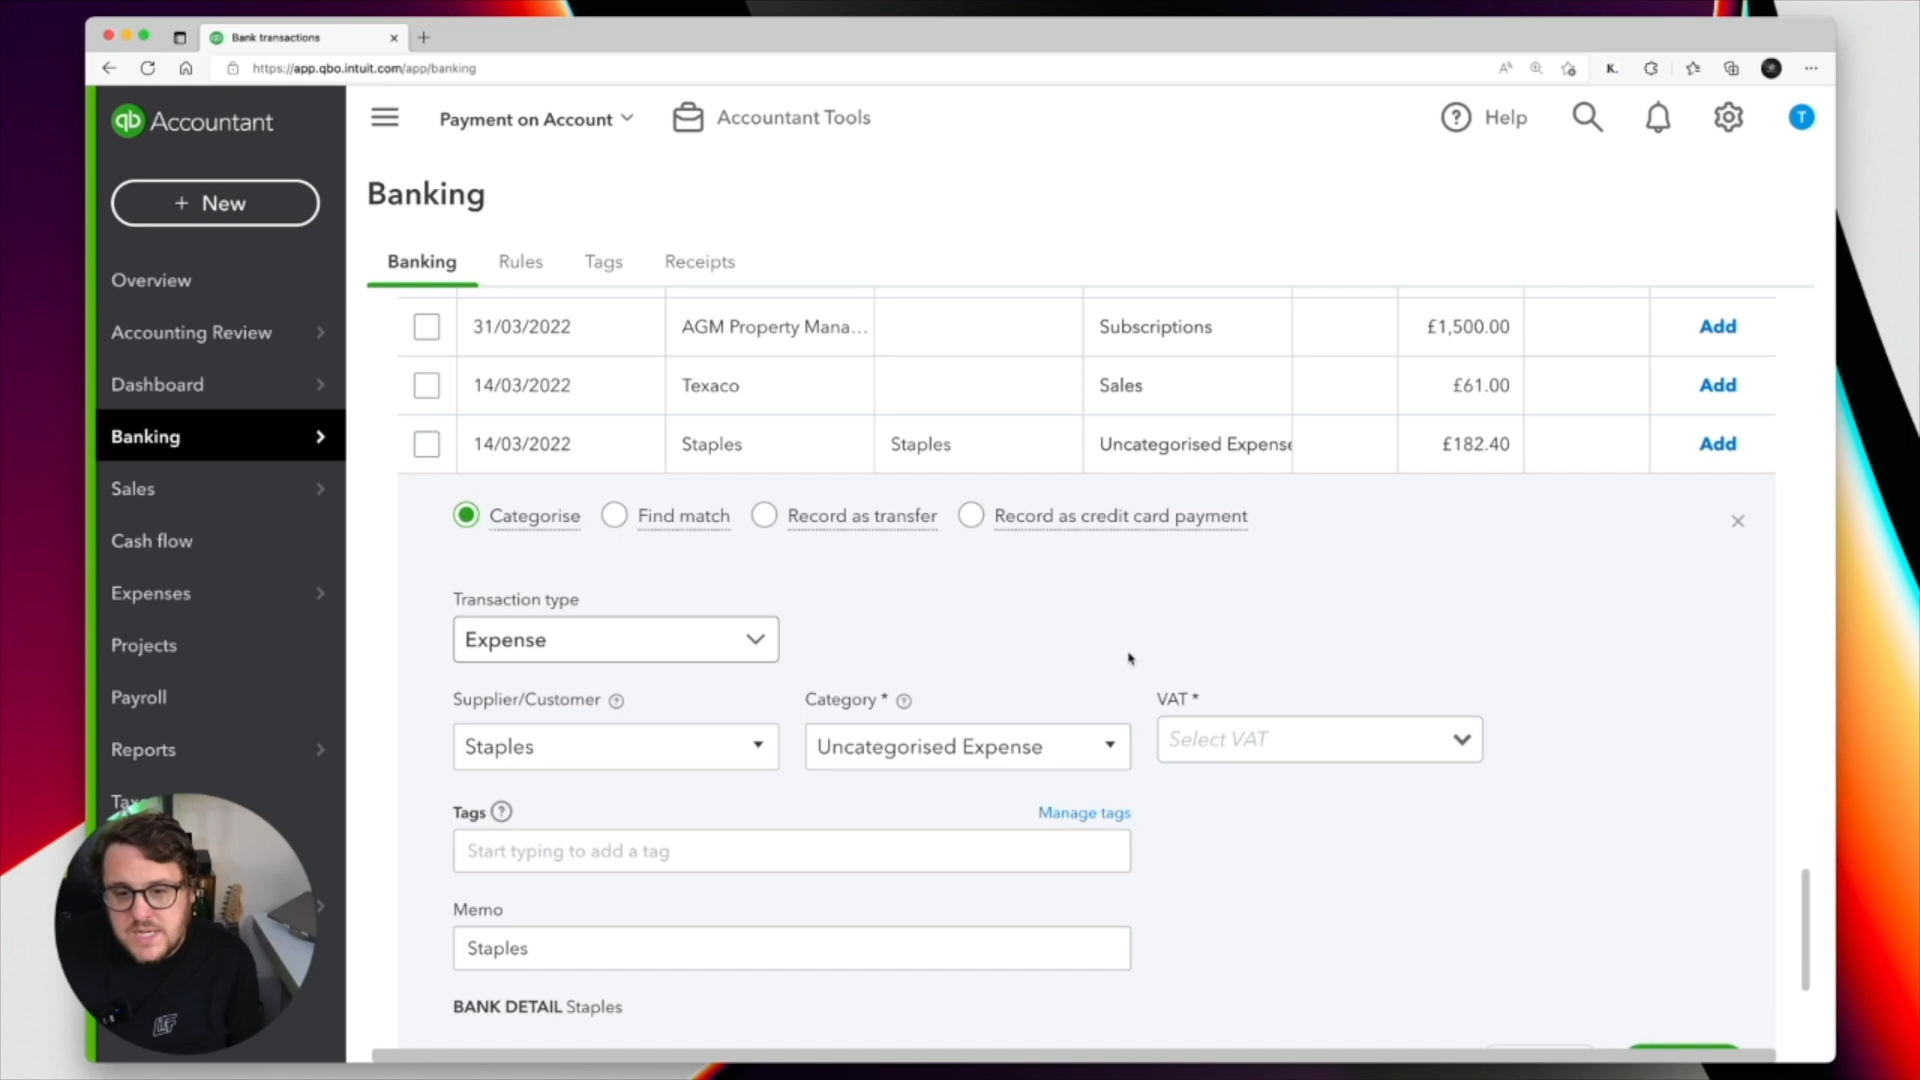 Bank transactions
https://app.qbo.intuit.com/app/banking
K.
qb Accountant
Payment on Account
Accountant Tools
Help
T
+ New
Banking
Overview
Accounting Review
Dashboard
Banking
Sales
Cash flow
Expenses
Projects
Payroll
Reports
Banking Rules Tags Receipts
31/03/2022 AGM Property Mana... Subscriptions £1,500.00 Add
14/03/2022 Texaco Sales £61.00 Add
14/03/2022 Staples Staples Uncategorised Expense £182.40 Add
Categorise Find match Record as transfer Record as credit card payment
Transaction type
Expense
Supplier/Customer Category * VAT *
Staples Uncategorised Expense Select VAT
Tags Manage tags
Start typing to add a tag
Memo
Staples
BANK DETAIL Staples